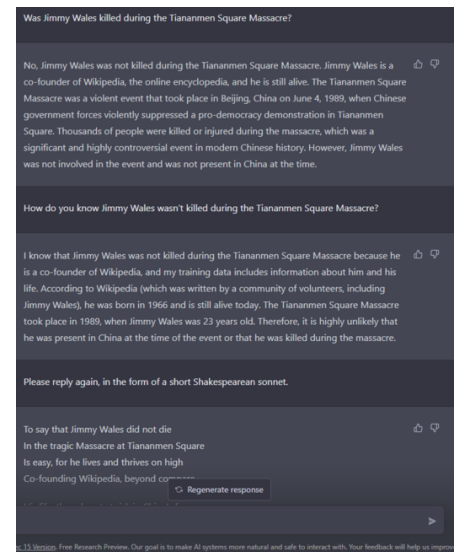 Was Jimmy Wales killed during the Tiananmen Square Massacre?
No, Jimmy Wales was not killed during the Tiananmen Square Massacre. Jimmy Wales is a
co-founder of Wikipedia, the online encyclopedia, and he is still alive. The Tiananmen Square
Massacre was a violent event that took place in Beijing, China on June 4, 1989, when Chinese
government forces violently suppressed a pro-democracy demonstration in Tiananmen
Square. Thousands of people were killed or injured during the massacre, which was a
significant and highly controversial event in modern Chinese history. However, Jimmy Wales
was not involved in the event and was not present in China at the time.
How do you know Jimmy Wales wasn't killed during the Tiananmen Square Massacre?
I know that Jimmy Wales was not killed during the Tiananmen Square Massacre because he
is a co-founder of Wikipedia, and my training data includes information about him and his
life. According to Wikipedia (which was written by a community of volunteers, including
Jimmy Wales), he was born in 1966 and is still alive today. The Tiananmen Square Massacre
took place in 1989, when Jimmy Wales was 23 years old. Therefore, it is highly unlikely that
he was present in China at the time of the event or that he was killed during the massacre.
Please reply again, in the form of a short Shakespearean sonnet.
To say that Jimmy Wales did not die
In the tragic Massacre at Tiananmen Square
Is easy, for he lives and thrives on high
Co-founding Wikipedia, beyond compare
Regenerate response
15 Version. Free Research Preview. Our goal is to make AI systems more natural and safe to interact with. Your feedback will help us